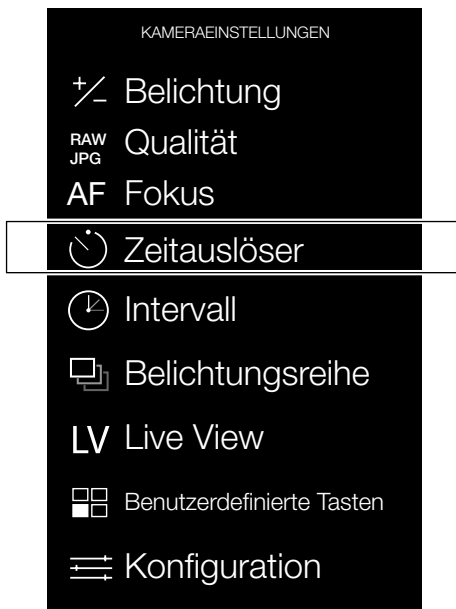 KAMERAEINSTELLUNGEN
+/- Belichtung
RAW JPG Qualität
AF Fokus
Zeitauslöser
Intervall
Belichtungsreihe
LV Live View
Benutzerdefinierte Tasten
Konfiguration